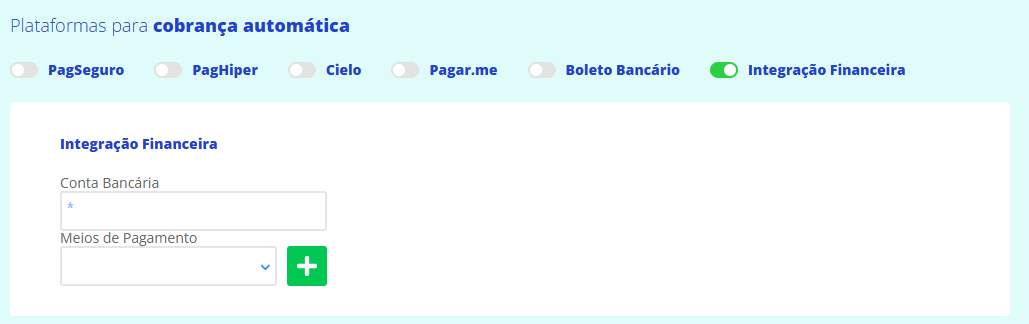 Plataformas para cobrança automática
PagSeguro PagHiper Cielo Pagar.me Boleto Bancário Integração Financeira
Integração Financeira
Conta Bancária
*
Meios de Pagamento